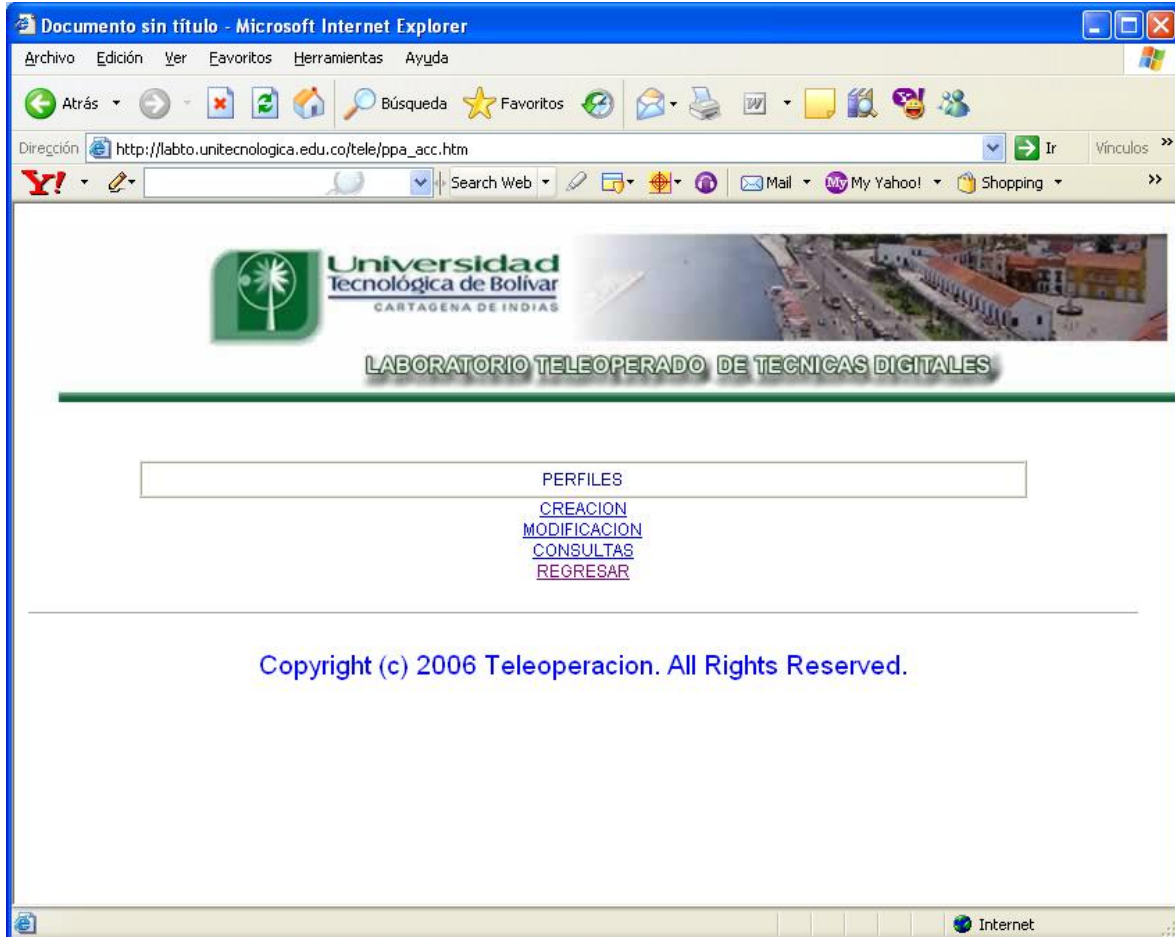 Documento sin título - Microsoft Internet Explorer
Archivo Edición Ver Favoritos Herramientas Ayuda
Atrás Búsqueda Favoritos W
Dirección http://labto.unitecnologica.edu.co/tele/ppa_acc.htm Ir Vínculos »
Y! Search Web Mail My My Yahoo! Shopping »
Universidad
Tecnológica de Bolívar
CARTAGENA DE INDIAS
LABORATORIO TELEOPERADO DE TECNICAS DIGITALES
PERFILES
CREACION
MODIFICACION
CONSULTAS
REGRESAR
Copyright (c) 2006 Teleoperacion. All Rights Reserved.
Internet